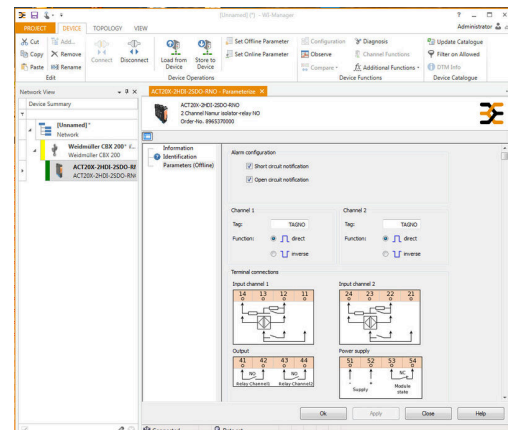 [Unnamed] (*) - WI-Manager
PROJECT DEVICE TOPOLOGY VIEW
Administrator
Cut Add...
Copy Remove
Paste Rename
Edit
Connect Disconnect
Load from Device Store to Device
Device Operations
Set Offline Parameter
Set Online Parameter
Configuration Diagnosis
Observe Channel Functions
Compare Additional Functions
Device Functions
Update Catalogue
Filter on Allowed
DTM Info
Device Catalogue
Network View
Device Summary
[Unnamed]*
Network
Weidmüller CBX 200*
Weidmüller CBX 200
ACT20X-2HDI-2SDO-RN
ACT20X-2HDI-2SDO-RNO
ACT20X-2HDI-2SDO-RNO - Parameterize
ACT20X-2HDI-2SDO-RNO
2 Channel Namur isolator-relay NO
Order-No. 8965370000
Information
Identification
Parameters (Offline)
Alarm configuration
Short circuit notification
Open circuit notification
Channel 1
Tag: TAGNO
Function: direct
inverse
Channel 2
Tag: TAGNO
Function: direct
inverse
Terminal connections
Input channel 1
14 13 12 11
Input channel 2
24 23 22 21
Output
41 42 43 44
NO NO
Relay Channel1 Relay Channel2
Power supply
51 52 53 54
NC
- +
Supply
Module state
Ok Apply Close Help
Connected